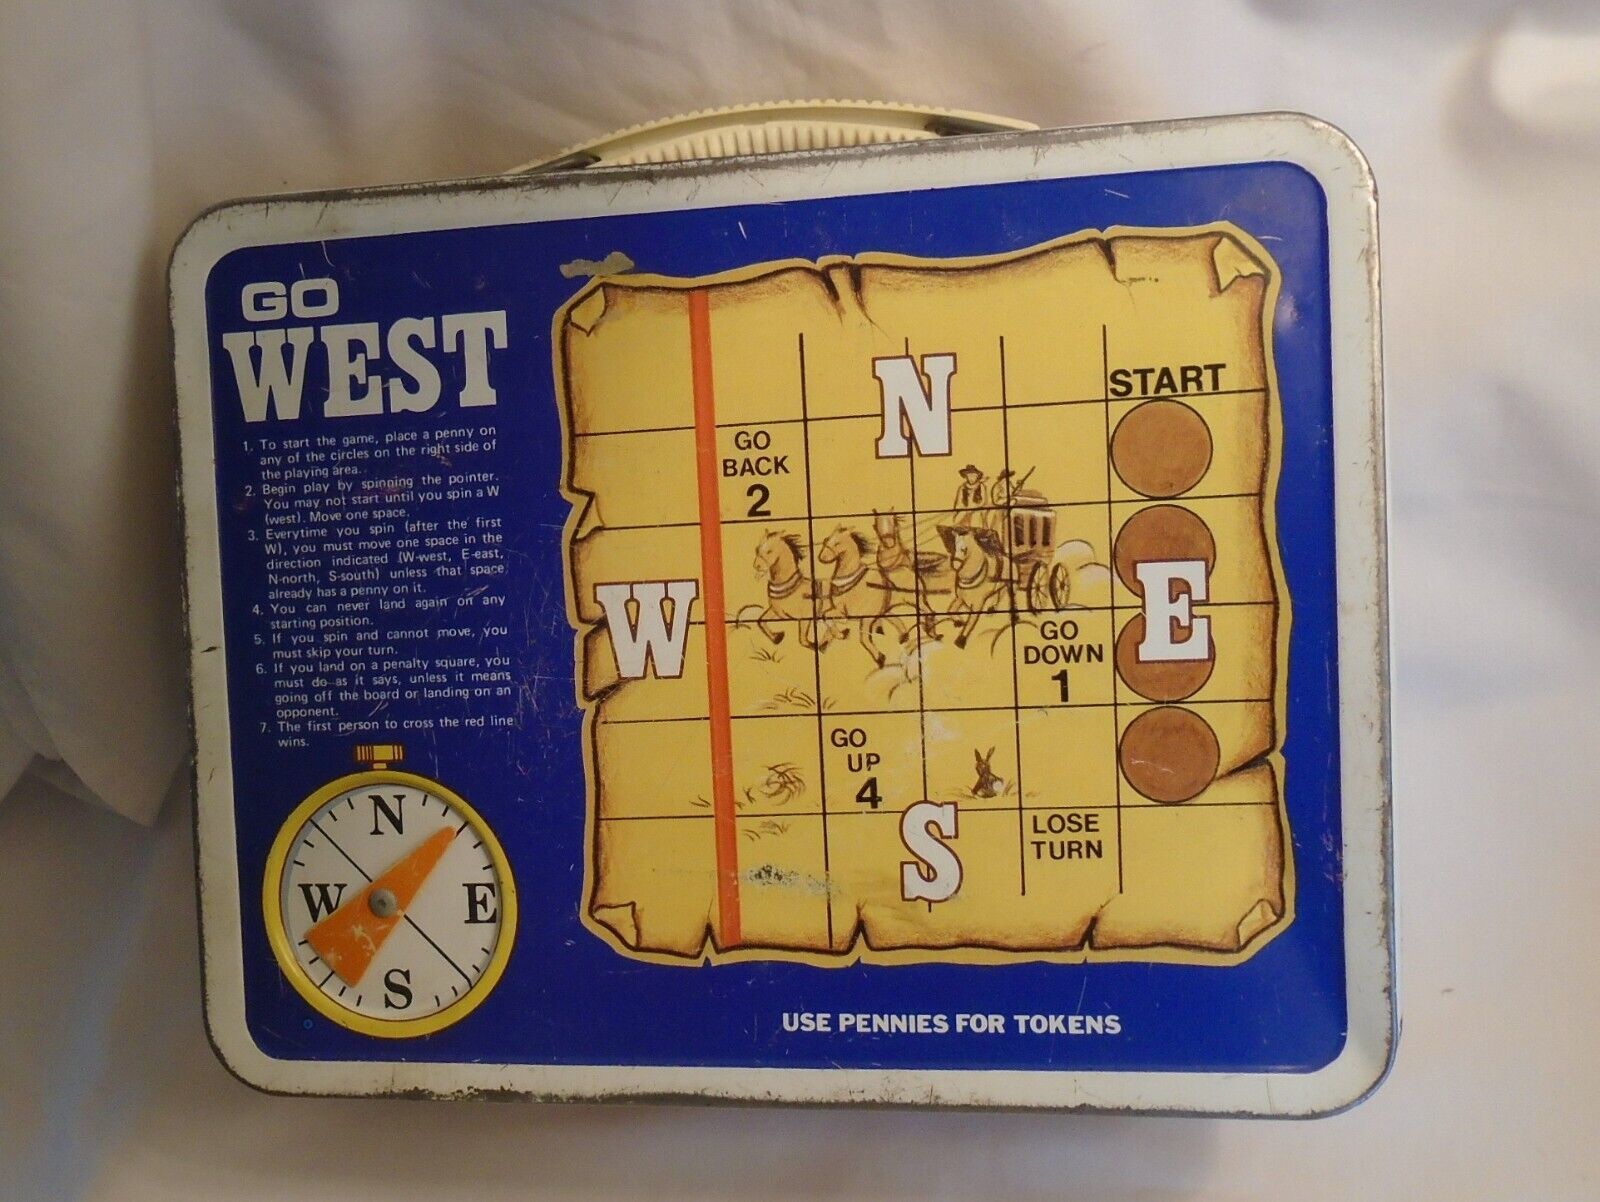 GO
WEST
1. To start the game, place a penny on
any of the circles on the right side of
the playing area.
2. Begin play by spinning the pointer.
You may not start until you spin a W
(west). Move one space.
3. Everytime you spin (after the first
W), you must move one space in the
direction indicated (W-west, E-east,
N-north, S-south) unless that space
already has a penny on it.
4. You can never land again on any
starting position.
5. If you spin and cannot move, you
must skip your turn.
6. If you land on a penalty square, you
must do as it says, unless it means
going off the board or landing on an
opponent.
7. The first person to cross the red line
wins.
N
W
E
S
N
START
GO
BACK
2
W
E
GO
DOWN
1
GO
UP
4
S
LOSE
TURN
USE PENNIES FOR TOKENS